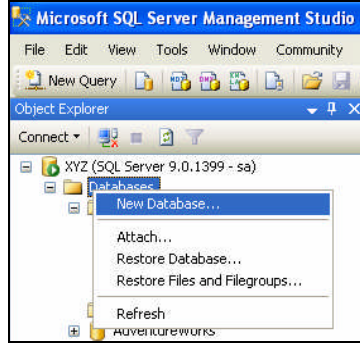 Microsoft SQL Server Management Studio
File Edit View Tools Window Community
New Query
Object Explorer
Connect
XYZ (SQL Server 9.0.1399 - sa)
Databases
New Database...
Attach...
Restore Database...
Restore Files and Filegroups...
Refresh
AdventureWorks